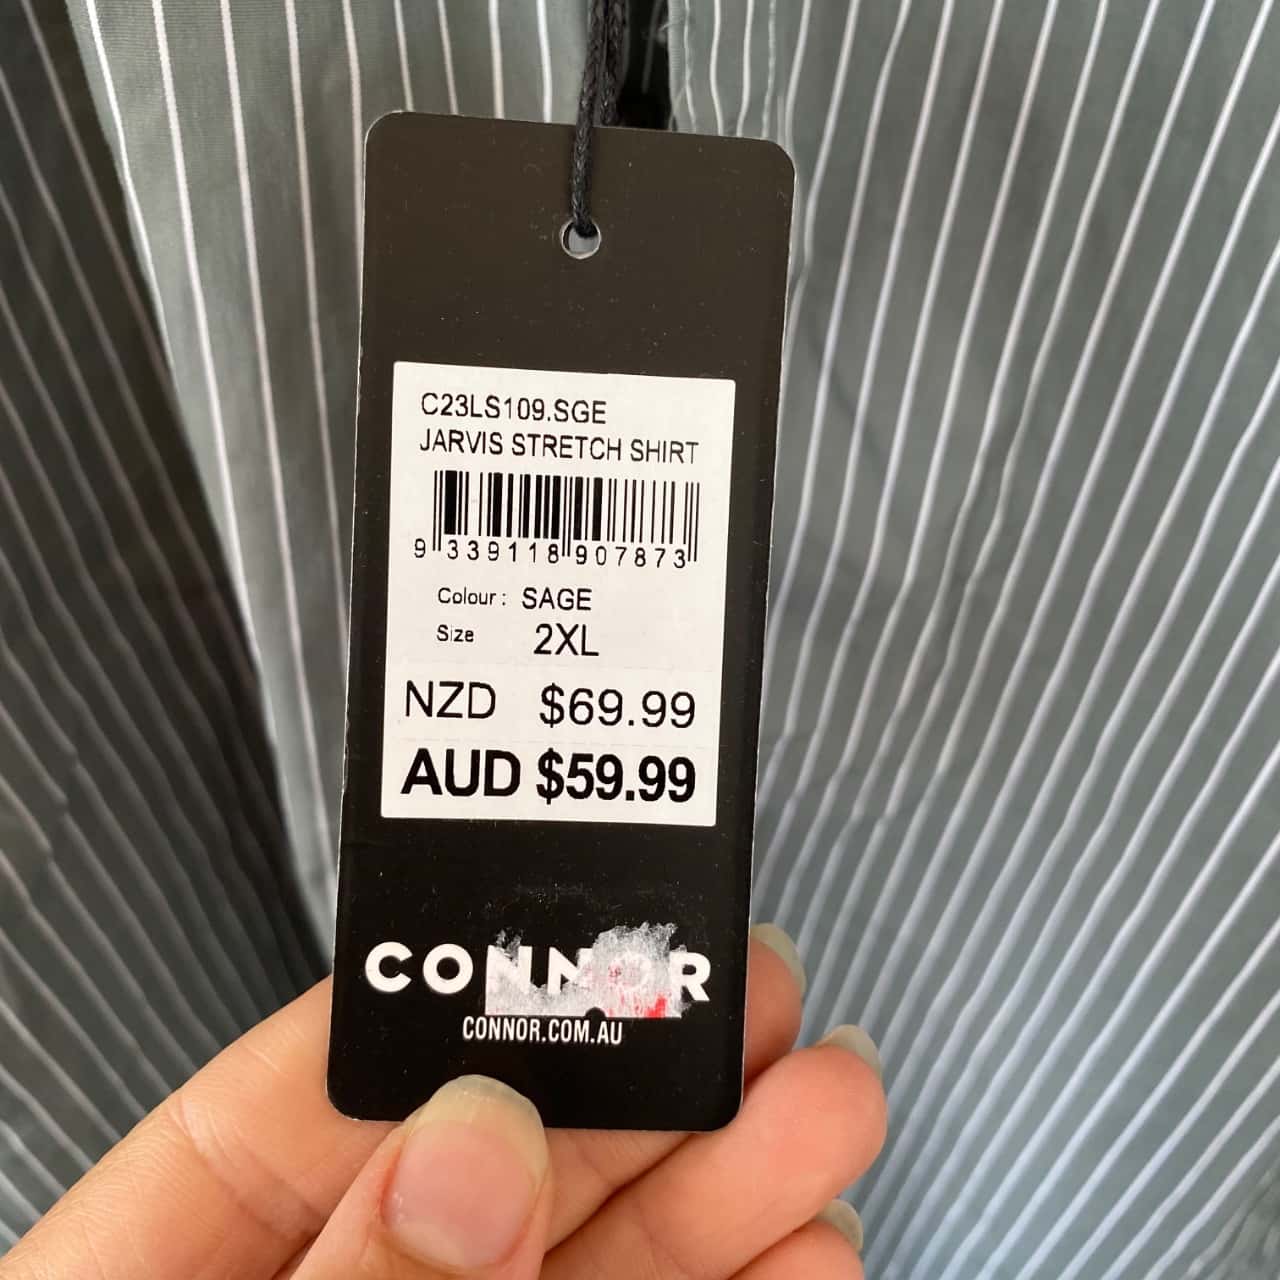 C23LS109.SGE
JARVIS STRETCH SHIRT
9 339118 907873
Colour : SAGE
Size 2XL
NZD $69.99
AUD $59.99
CONNOR
CONNOR.COM.AU